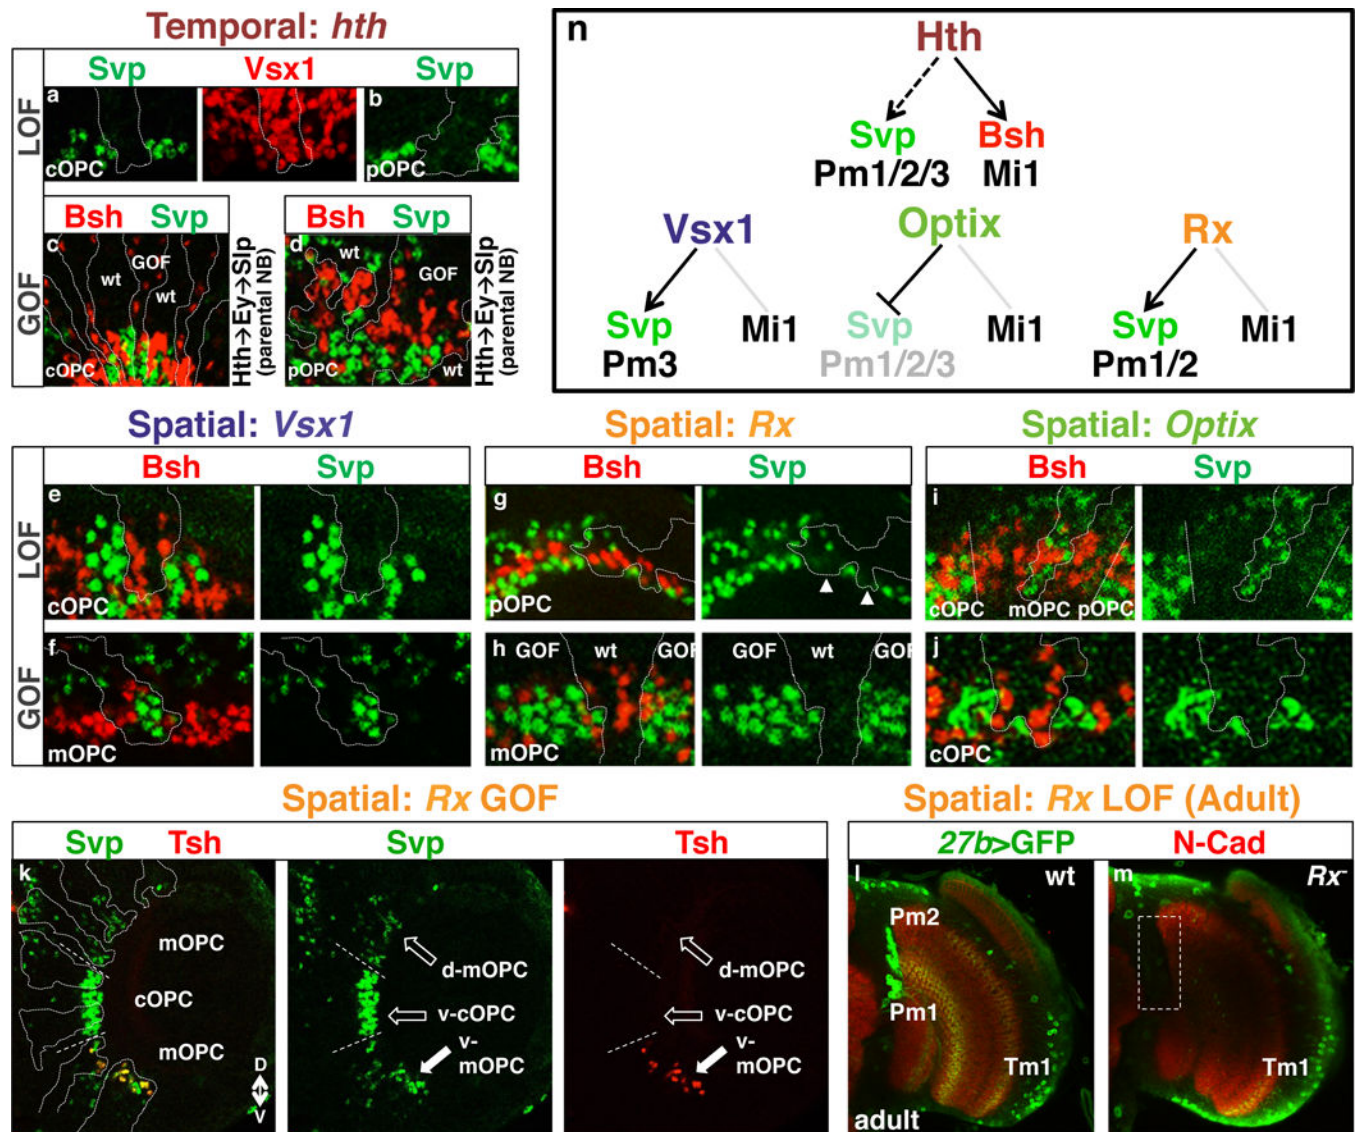 Temporal: hth
LOF
Svp Vsx1 Svp
a
cOPC
b
pOPC
GOF
Bsh Svp
c
wt
GOF
wt
cOPC
Hth→Ey→Slp
(parental NB)
Bsh Svp
d
wt
GOF
pOPC
wt
Hth→Ey→Slp
(parental NB)
n
Hth
Svp Bsh
Pm1/2/3 Mi1
Vsx1 Optix Rx
Svp Mi1 Svp Mi1 Svp Mi1
Pm3 Pm1/2/3 Pm1/2
Spatial: Vsx1
Bsh Svp
LOF
e
cOPC
GOF
f
mOPC
Spatial: Rx
Bsh Svp
g
pOPC
h GOF wt GOF
GOF wt GOF
mOPC
Spatial: Optix
Bsh Svp
i
cOPC mOPC pOPC
j
cOPC
Spatial: Rx GOF
Svp Tsh Svp Tsh
k
mOPC
cOPC
mOPC
D
V
d-mOPC
v-cOPC
v-
mOPC
d-mOPC
v-cOPC
v-
mOPC
Spatial: Rx LOF (Adult)
27b>GFP N-Cad
l wt
Pm2
Pm1
Tm1
adult
m Rx-
Tm1